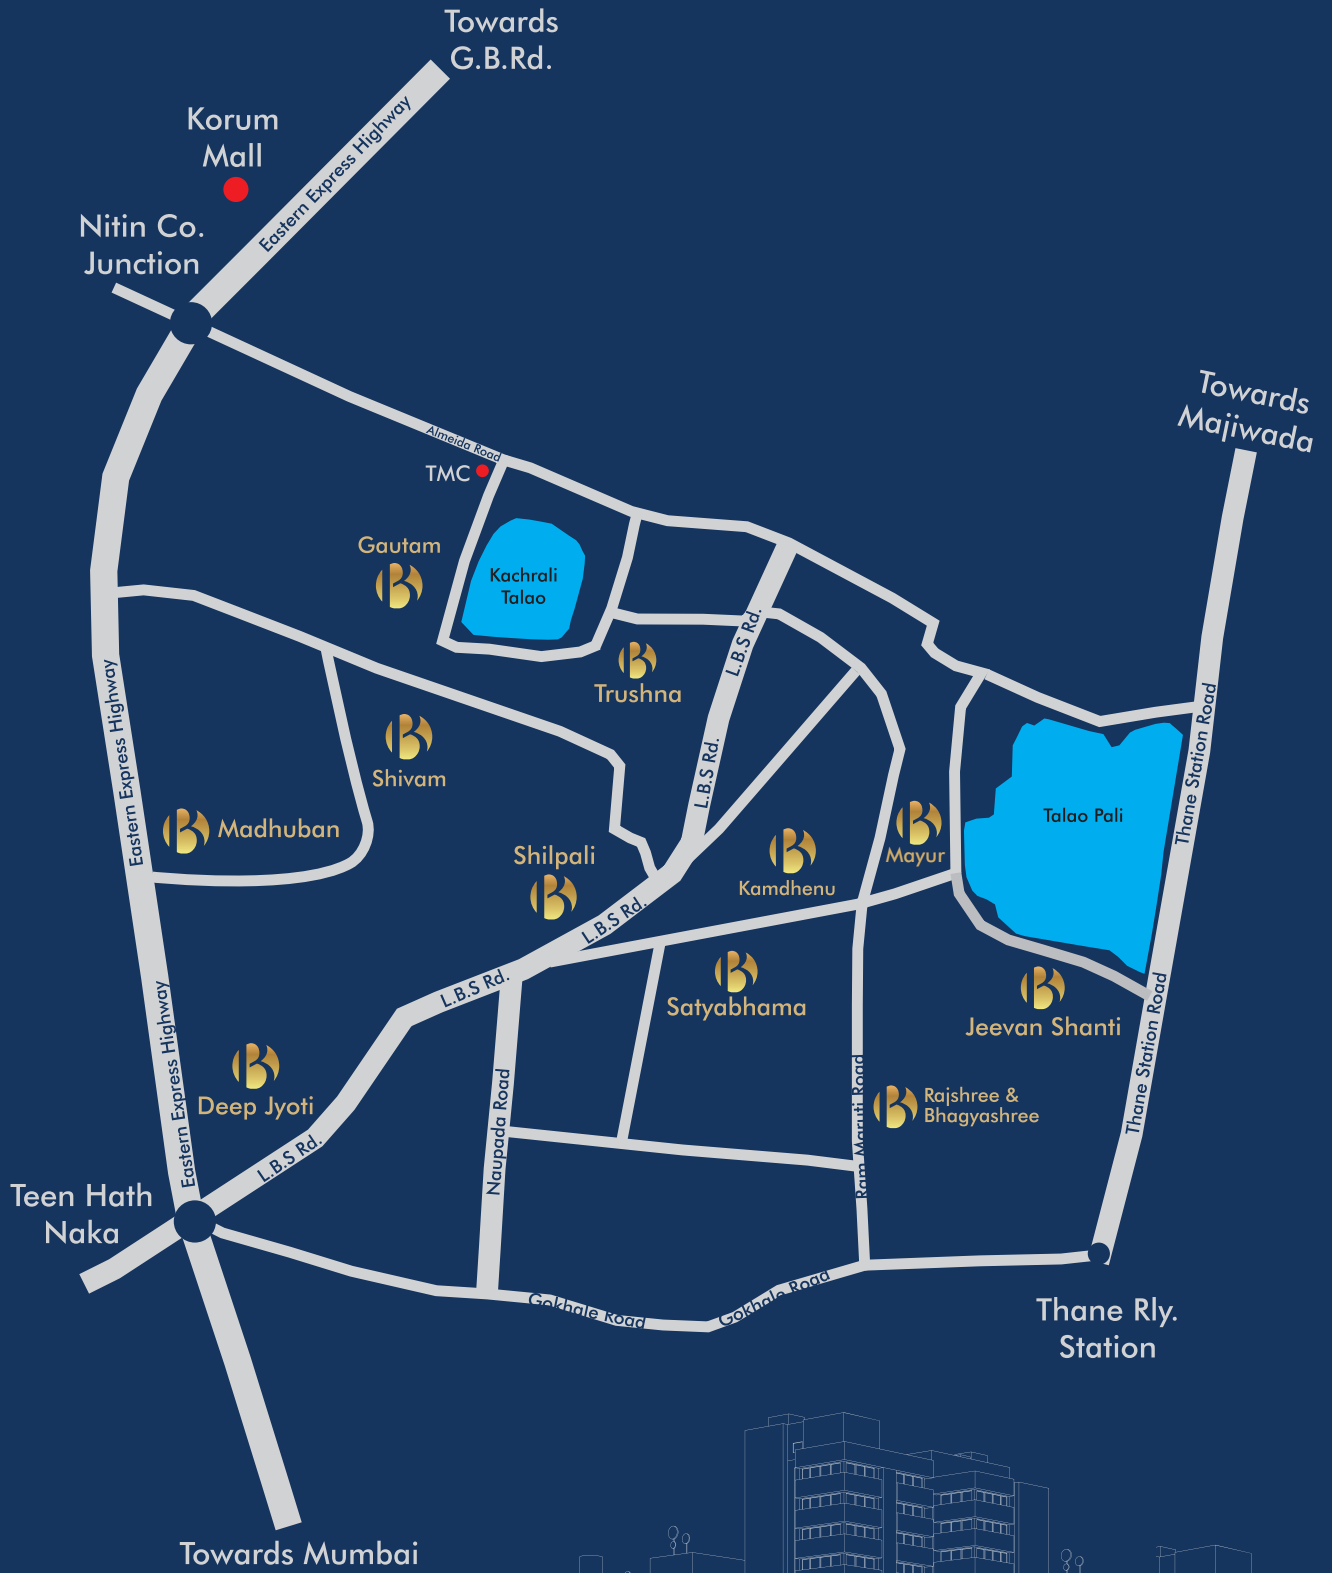 Towards
G.B.Rd.
Korum
Mall
Eastern Express Highway
Nitin Co.
Junction
Towards
Majiwada
Almeida Road
TMC
Gautam
B
Kachrali
Talao
L.B.S Rd.
B
Trushna
Eastern Express Highway
B
Shivam
L.B.S Rd.
Thane Station Road
Talao Pali
B
Madhuban
B
Mayur
B
Kamdhenu
Shilpali
B
L.B.S Rd.
L.B.S Rd.
B
Satyabhama
B
Jeevan Shanti
Thane Station Road
Eastern Express Highway
B
Deep Jyoti
Naupada Road
Ram Maruti Road
B
Rajshree &
Bhagyashree
L.B.S Rd.
Teen Hath
Naka
Gokhale Road
Gokhale Road
Thane Rly.
Station
Towards Mumbai